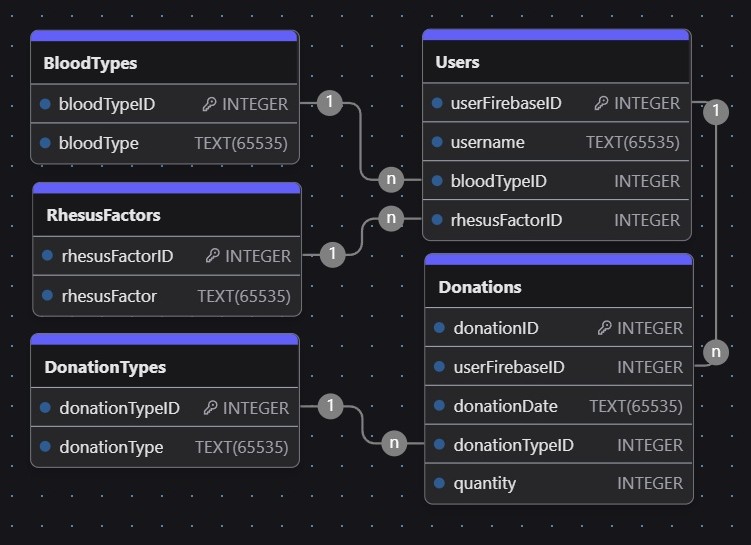 BloodTypes
bloodTypeID INTEGER
bloodType TEXT(65535)
RhesusFactors
rhesusFactorID INTEGER
rhesusFactor TEXT(65535)
DonationTypes
donationTypeID INTEGER
donationType TEXT(65535)
1
n
1
n
1
n
Users
userFirebaseID INTEGER
username TEXT(65535)
bloodTypeID INTEGER
rhesusFactorID INTEGER
Donations
donationID INTEGER
userFirebaseID INTEGER
donationDate TEXT(65535)
donationTypeID INTEGER
quantity INTEGER
1
n